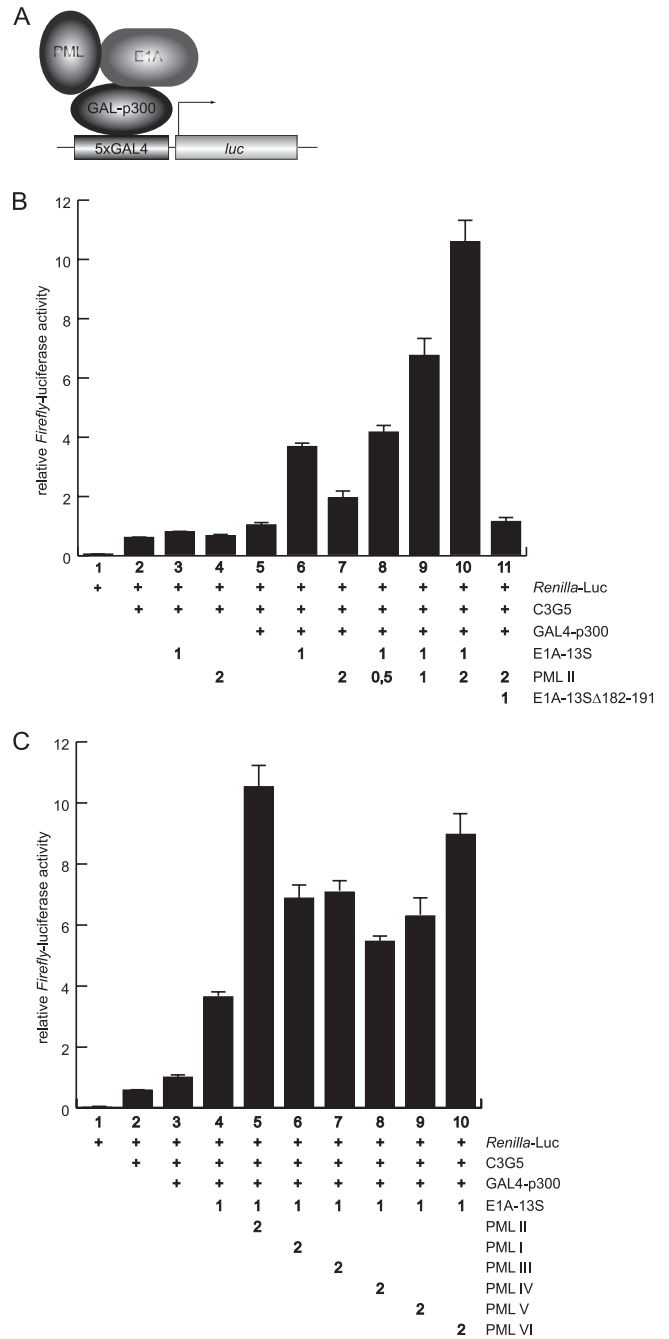 A
PML
E1A
GAL-p300
5xGAL4
luc
B
relative Firefly-luciferase activity
12
10
8
6
4
2
0
1 2 3 4 5 6 7 8 9 10 11
+ + + + + + + + + + + Renilla-Luc
+ + + + + + + + + + C3G5
+ + + + + + + GAL4-p300
1 1 1 1 1 E1A-13S
2 2 0,5 1 2 2 PML II
1 E1A-13SΔ182-191
C
relative Firefly-luciferase activity
12
10
8
6
4
2
0
1 2 3 4 5 6 7 8 9 10
+ + + + + + + + + + Renilla-Luc
+ + + + + + + + + C3G5
+ + + + + + + + GAL4-p300
1 1 1 1 1 1 1 E1A-13S
2 PML II
2 PML I
2 PML III
2 PML IV
2 PML V
2 PML VI